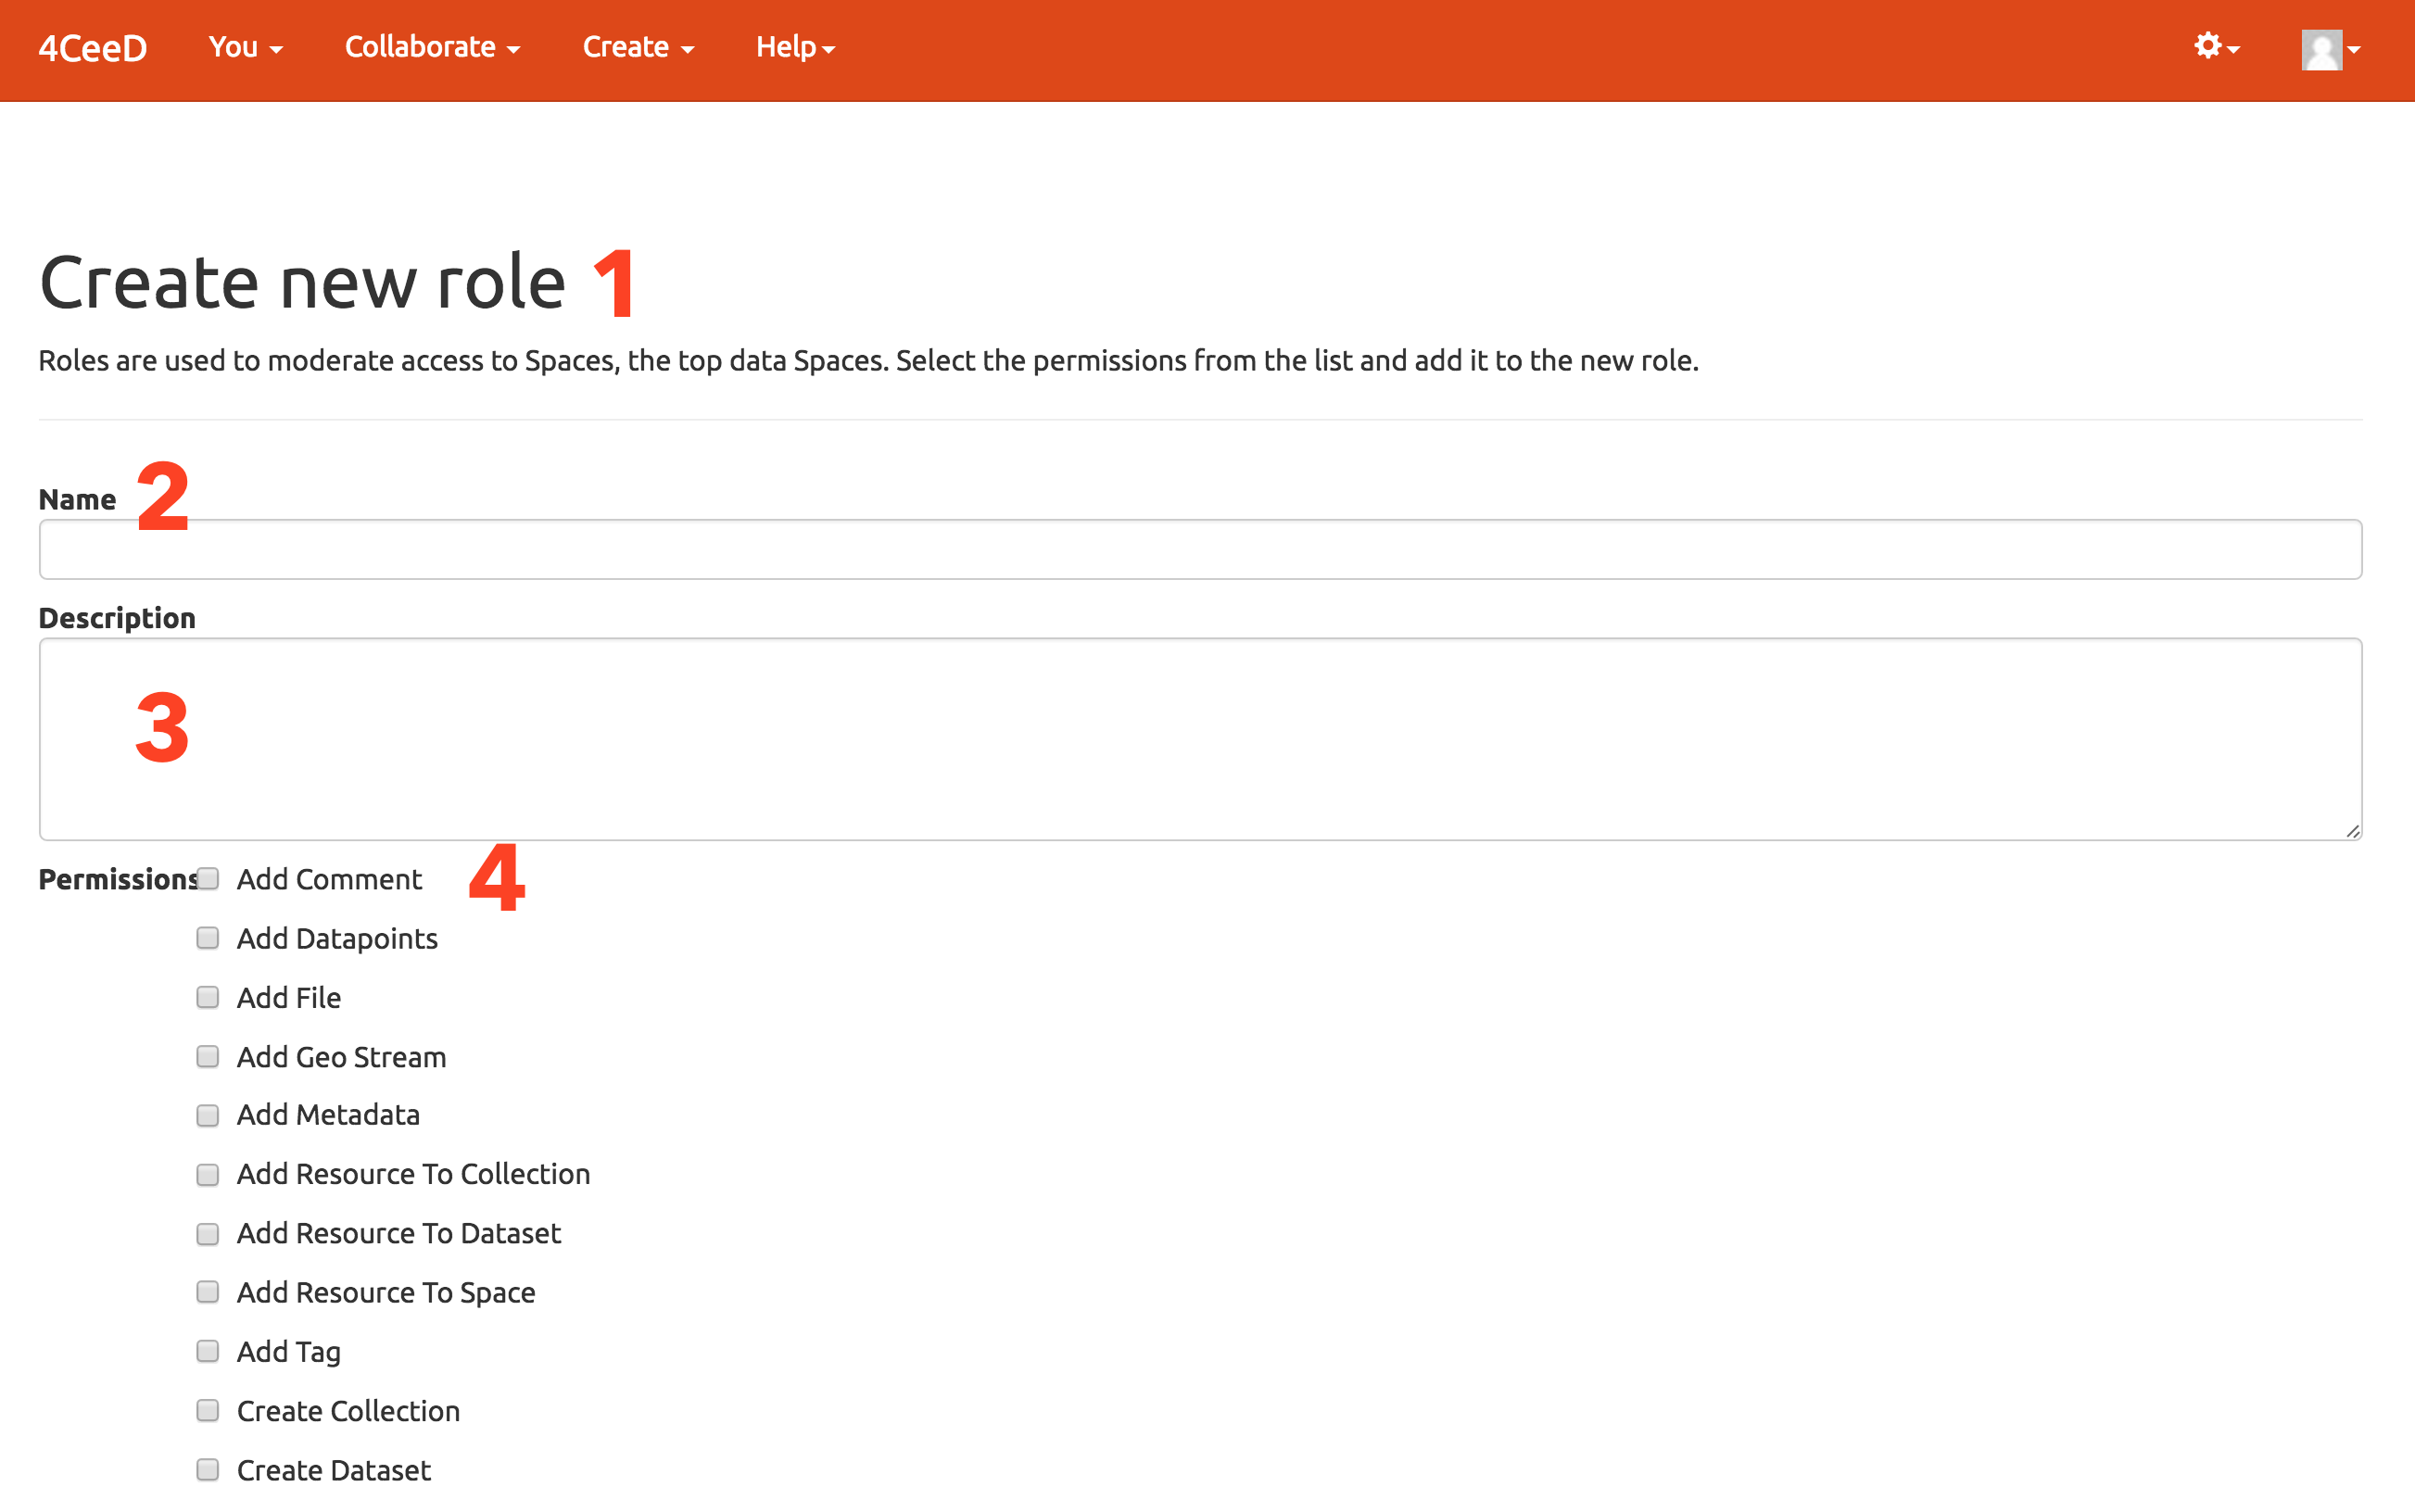 4CeeD You Collaborate Create Help
Create new role 1
Roles are used to moderate access to Spaces, the top data Spaces. Select the permissions from the list and add it to the new role.
Name 2
Description
3
Permissions Add Comment 4
Add Datapoints
Add File
Add Geo Stream
Add Metadata
Add Resource To Collection
Add Resource To Dataset
Add Resource To Space
Add Tag
Create Collection
Create Dataset